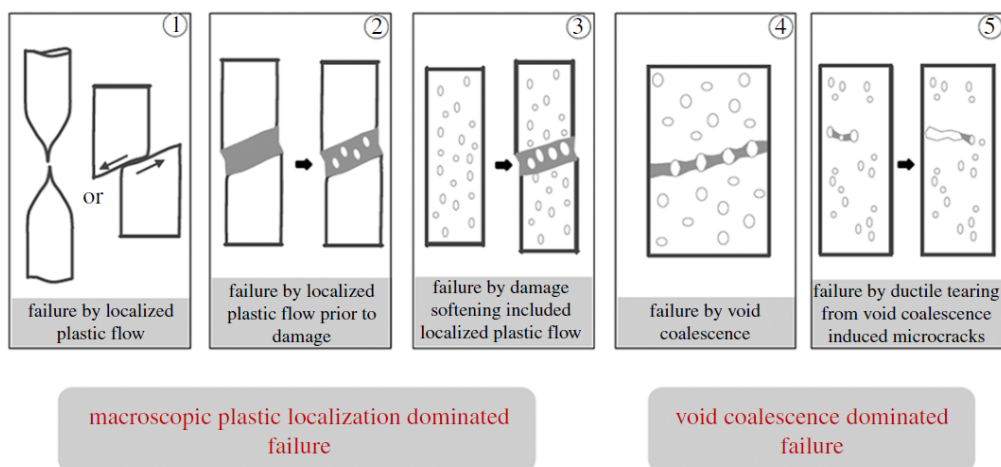 ①
②
③
④
⑤
or
failure by localized
plastic flow
failure by localized
plastic flow prior to
damage
failure by damage
softening included
localized plastic flow
failure by void
coalescence
failure by ductile tearing
from void coalescence
induced microcracks
macroscopic plastic localization dominated
failure
void coalescence dominated
failure